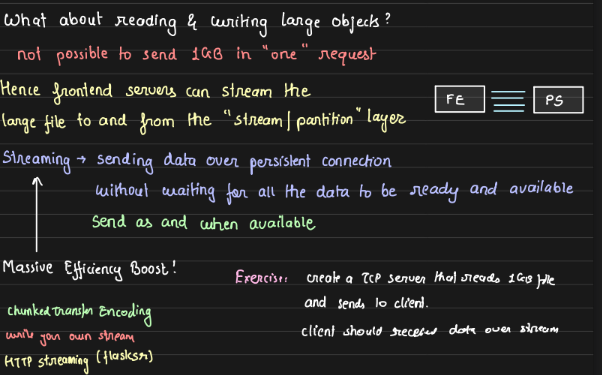 What about reading & writing large objects?
not possible to send 1GB in "one" request
Hence frontend servers can stream the
large file to and from the "stream/partition" layer
FE
PS
Streaming → sending data over persistent connection
without waiting for all the data to be ready and available
Send as and when available
Massive Efficiency Boost!
Exercise: create a TCP server that reads 1GB file
and sends to client.
client should data over stream
Chunked Transfer Encoding
write your own stream
HTTP streaming